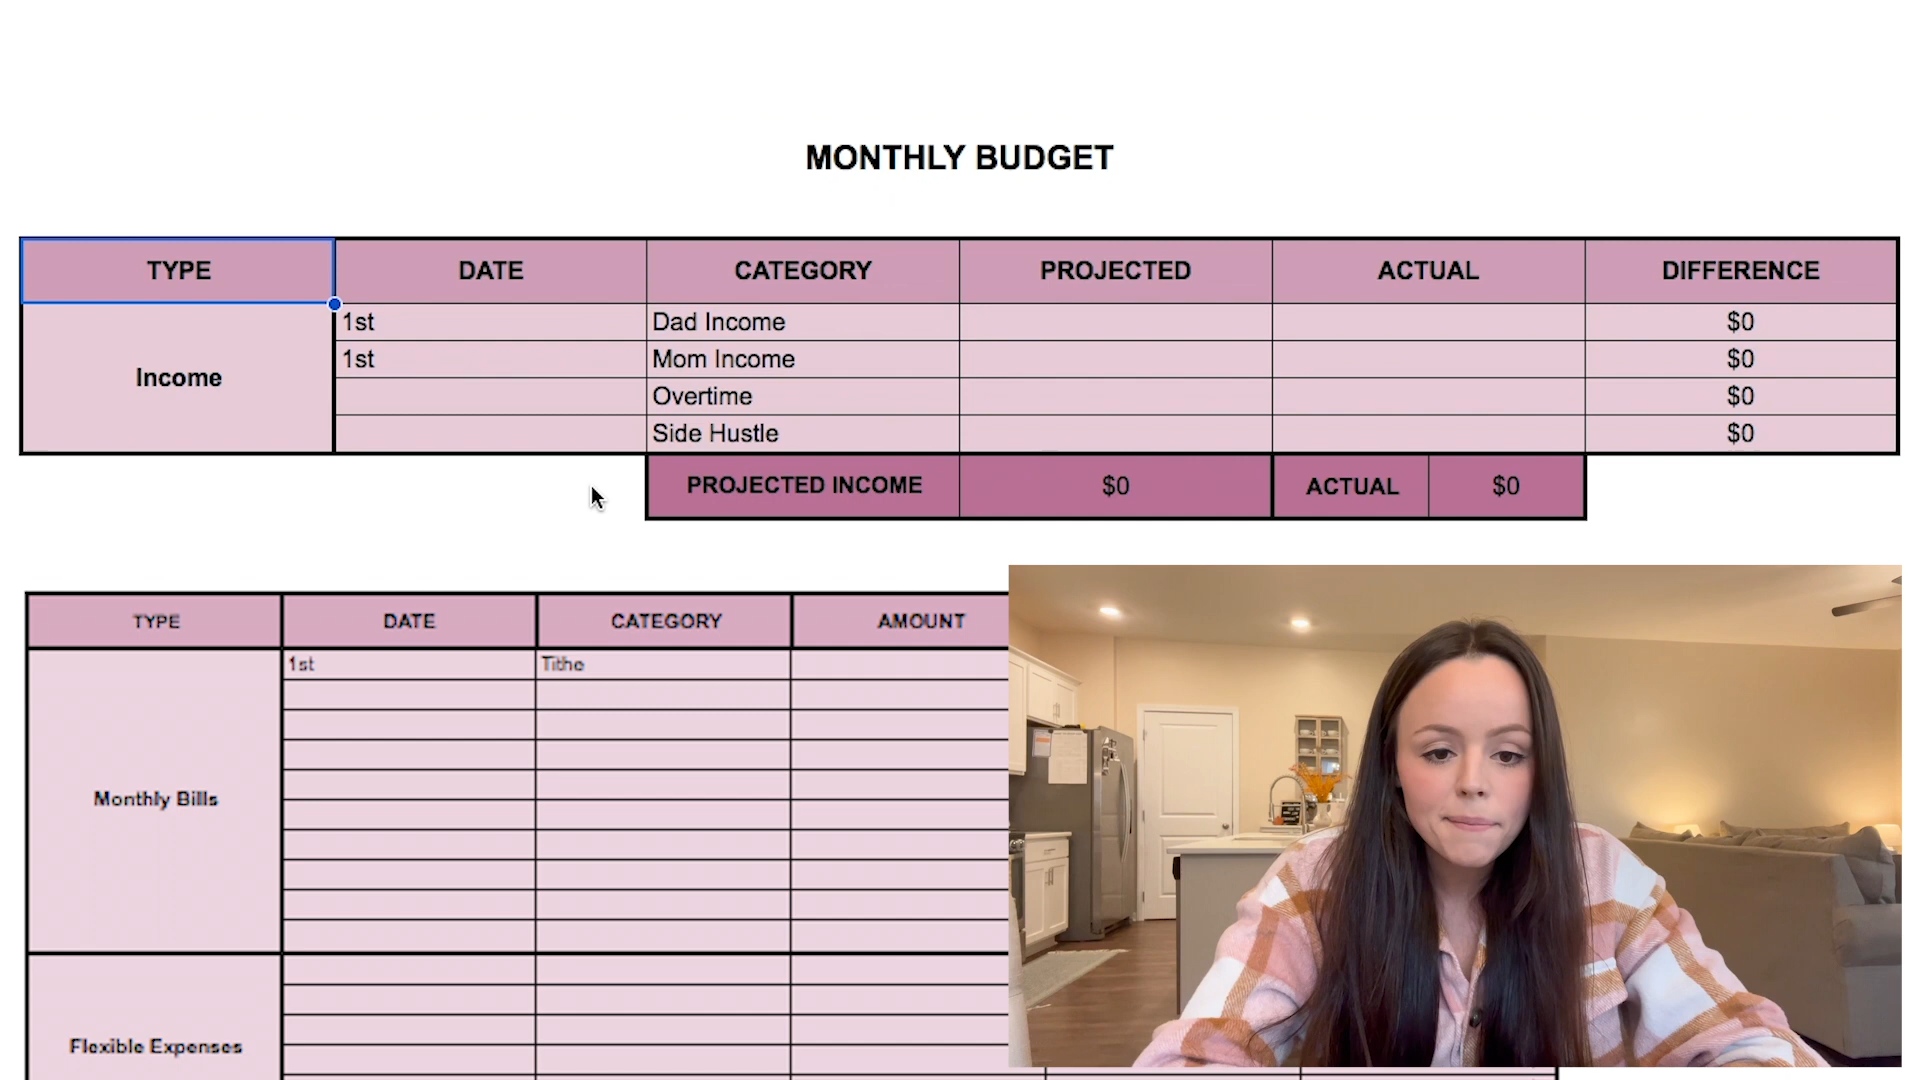 MONTHLY BUDGET
TYPE DATE CATEGORY PROJECTED ACTUAL DIFFERENCE
Income
1st Dad Income $0
1st Mom Income $0
Overtime $0
Side Hustle $0
PROJECTED INCOME $0 ACTUAL $0
TYPE DATE CATEGORY AMOUNT
Monthly Bills
1st Tithe
Flexible Expenses